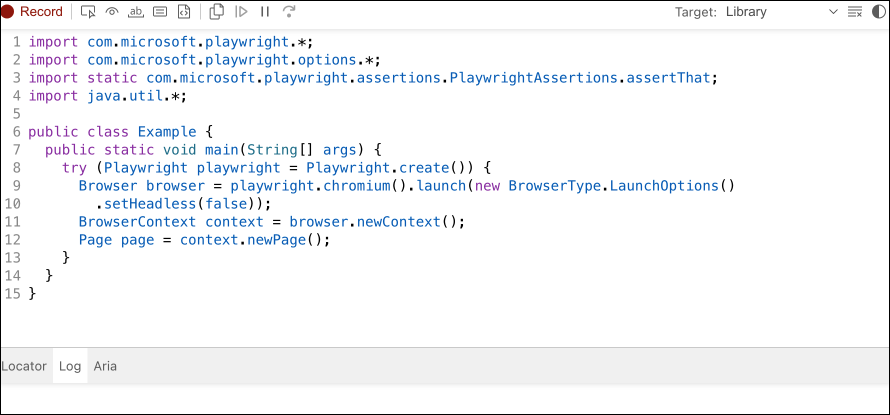 Record Target: Library
1 import com.microsoft.playwright.*;
2 import com.microsoft.playwright.options.*;
3 import static com.microsoft.playwright.assertions.PlaywrightAssertions.assertThat;
4 import java.util.*;
5
6 public class Example {
7   public static void main(String[] args) {
8     try (Playwright playwright = Playwright.create()) {
9       Browser browser = playwright.chromium().launch(new BrowserType.LaunchOptions()
10         .setHeadless(false));
11       BrowserContext context = browser.newContext();
12       Page page = context.newPage();
13     }
14   }
15 }
Locator Log Aria